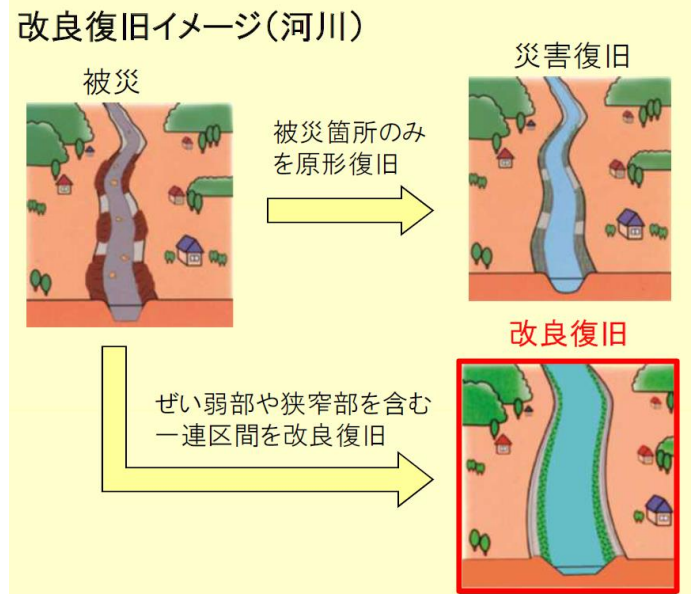 改良復旧イメージ（河川）
被災
災害復旧
被災箇所のみ
を原形復旧
改良復旧
ぜい弱部や狭窄部を含む
一連区間を改良復旧